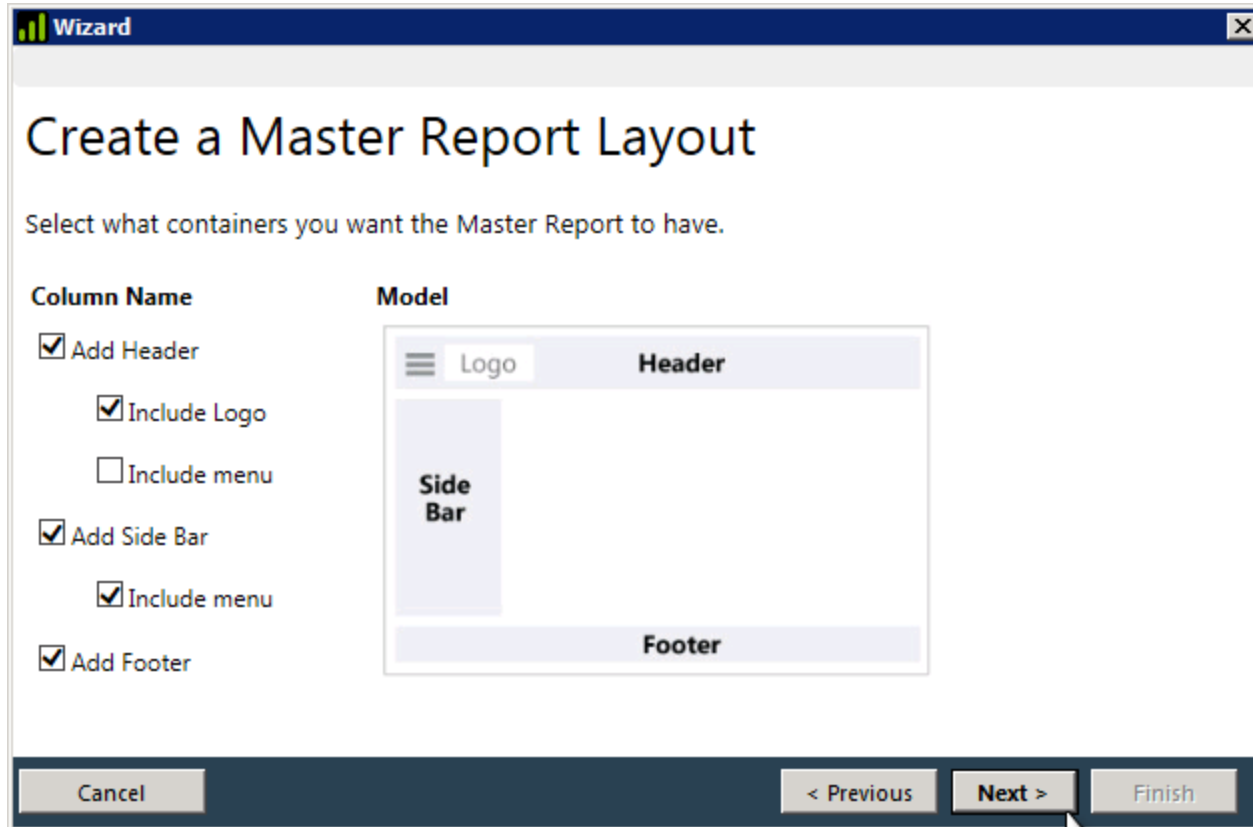 Wizard
Create a Master Report Layout
Select what containers you want the Master Report to have.
Column Name
Model
Add Header
Include Logo
Include menu
Add Side Bar
Include menu
Add Footer
Logo
Header
Side
Bar
Footer
Cancel
< Previous
Next >
Finish